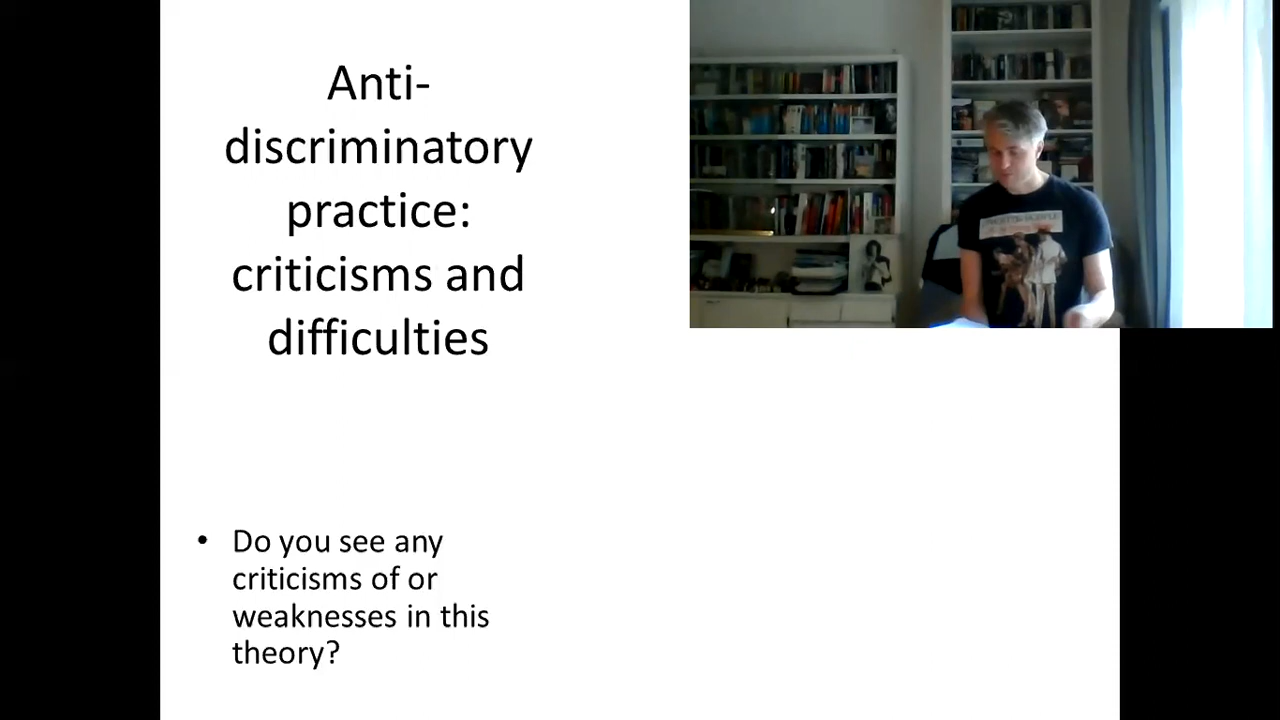 Anti-
discriminatory
practice:
criticisms and
difficulties
• Do you see any
criticisms of or
weaknesses in this
theory?